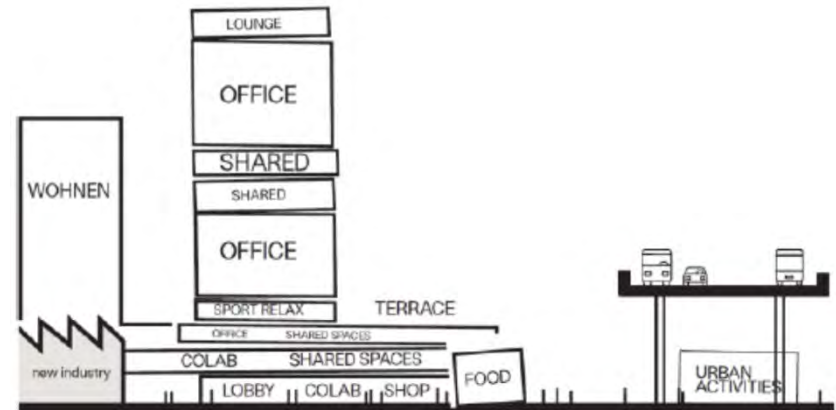 LOUNGE
OFFICE
SHARED
WOHNEN
SHARED
OFFICE
SPORT RELAX
TERRACE
OFFICE SHARED SPACES
COLAB SHARED SPACES
new industry
LOBBY COLAB SHOP
FOOD
URBAN
ACTIVITIES